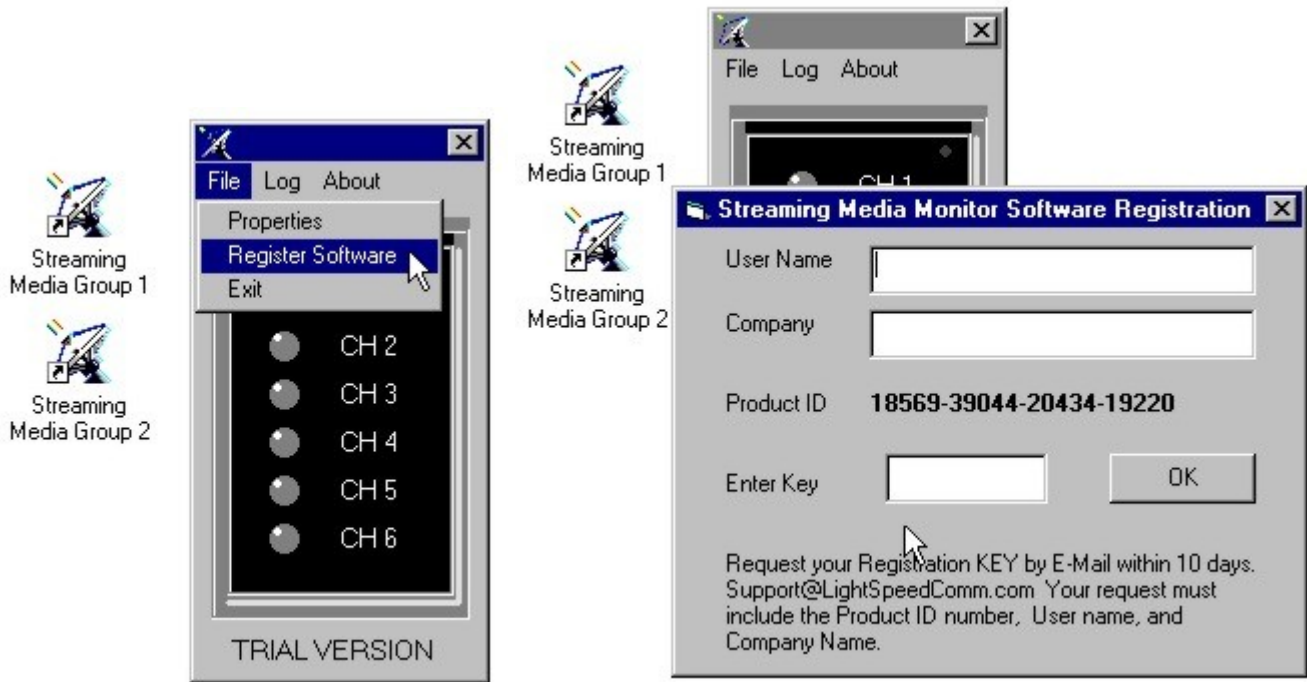 Streaming
Media Group 1
Streaming
Media Group 2
File Log About
Properties
Register Software
Exit
CH 2
CH 3
CH 4
CH 5
CH 6
TRIAL VERSION
Streaming
Media Group 1
Streaming
Media Group 2
File Log About
CH 1
Streaming Media Monitor Software Registration
User Name
Company
Product ID 18569-39044-20434-19220
Enter Key
OK
Request your Registration KEY by E-Mail within 10 days.
Support@LightSpeedComm.com Your request must
include the Product ID number, User name, and
Company Name.